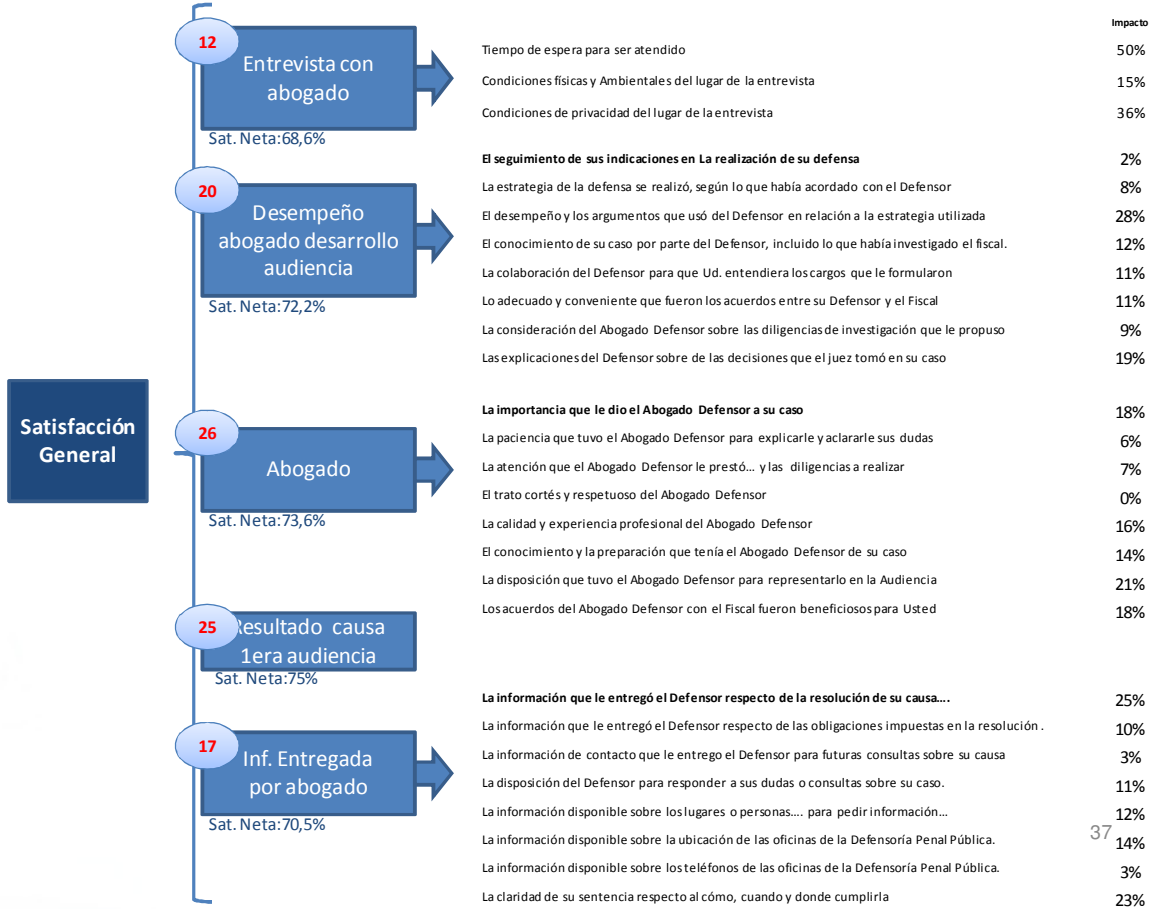 Impacto
12
Entrevista con
abogado
Sat. Neta:68,6%
Tiempo de espera para ser atendido 50%
Condiciones físicas y Ambientales del lugar de la entrevista 15%
Condiciones de privacidad del lugar de la entrevista 36%
20
Desempeño
abogado desarrollo
audiencia
Sat. Neta:72,2%
El seguimiento de sus indicaciones en La realización de su defensa 2%
La estrategia de la defensa se realizó, según lo que había acordado con el Defensor 8%
El desempeño y los argumentos que usó del Defensor en relación a la estrategia utilizada 28%
El conocimiento de su caso por parte del Defensor, incluido lo que había investigado el fiscal. 12%
La colaboración del Defensor para que Ud. entendiera los cargos que le formularon 11%
Lo adecuado y conveniente que fueron los acuerdos entre su Defensor y el Fiscal 11%
La consideración del Abogado Defensor sobre las diligencias de investigación que le propuso 9%
Las explicaciones del Defensor sobre de las decisiones que el juez tomó en su caso 19%
Satisfacción
General
26
Abogado
Sat. Neta:73,6%
La importancia que le dio el Abogado Defensor a su caso 18%
La paciencia que tuvo el Abogado Defensor para explicarle y aclararle sus dudas 6%
La atención que el Abogado Defensor le prestó... y las diligencias a realizar 7%
El trato cortés y respetuoso del Abogado Defensor 0%
La calidad y experiencia profesional del Abogado Defensor 16%
El conocimiento y la preparación que tenía el Abogado Defensor de su caso 14%
La disposición que tuvo el Abogado Defensor para representarlo en la Audiencia 21%
Los acuerdos del Abogado Defensor con el Fiscal fueron beneficiosos para Usted 18%
25
Resultado causa
1era audiencia
Sat. Neta:75%
17
Inf. Entregada
por abogado
Sat. Neta:70,5%
La información que le entregó el Defensor respecto de la resolución de su causa.... 25%
La información que le entregó el Defensor respecto de las obligaciones impuestas en la resolución . 10%
La información de contacto que le entrego el Defensor para futuras consultas sobre su causa 3%
La disposición del Defensor para responder a sus dudas o consultas sobre su caso. 11%
La información disponible sobre los lugares o personas.... para pedir información... 12%
La información disponible sobre la ubicación de las oficinas de la Defensoría Penal Pública. 14%
La información disponible sobre los teléfonos de las oficinas de la Defensoría Penal Pública. 3%
La claridad de su sentencia respecto al cómo, cuando y donde cumplirla 23%
37